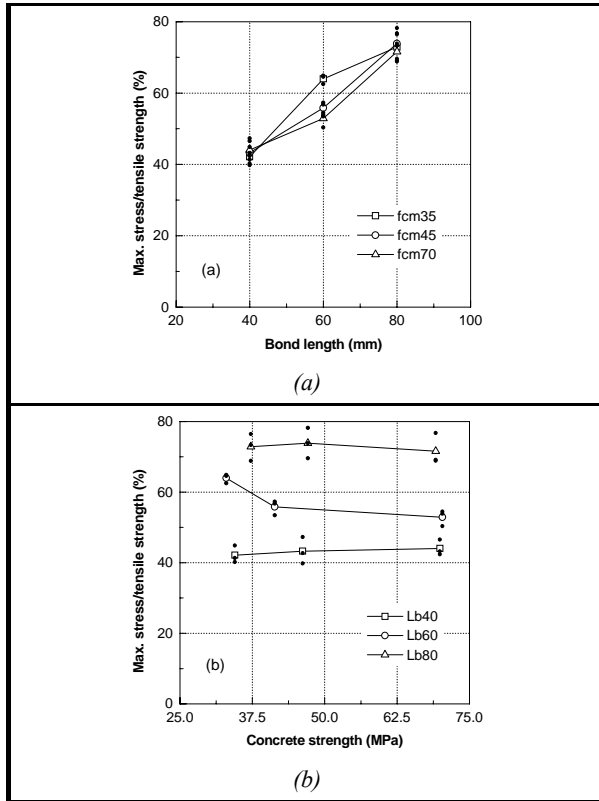 80
60
40
20
0
Max. stress/tensile strength (%)
fcm35
fcm45
fcm70
(a)
20 40 60 80 100
Bond length (mm)
(a)
80
60
40
20
0
Max. stress/tensile strength (%)
Lb40
Lb60
Lb80
(b)
25.0 37.5 50.0 62.5 75.0
Concrete strength (MPa)
(b)